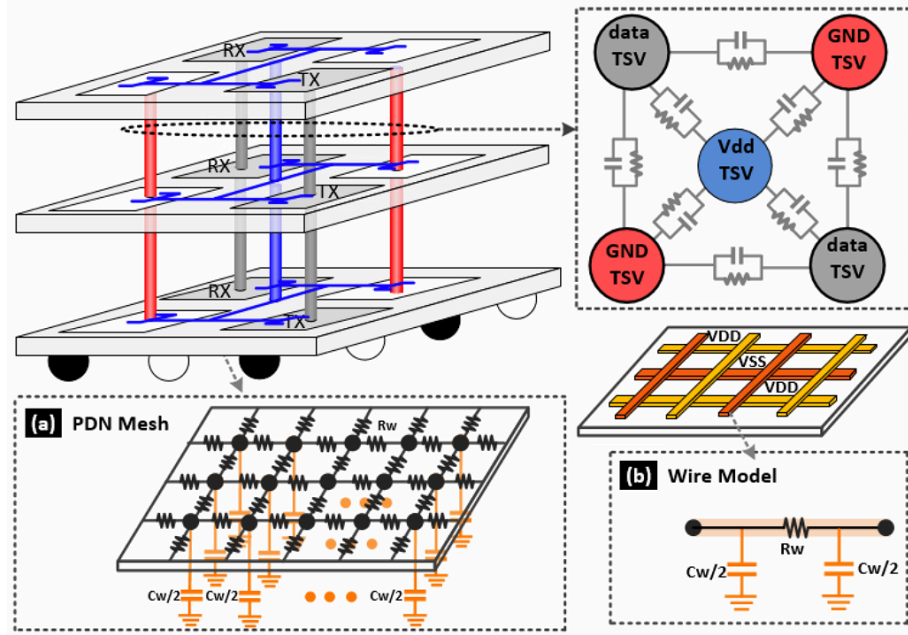 RX
TX
RX
TX
RX
TX
data
TSV
GND
TSV
Vdd
TSV
GND
TSV
data
TSV
VDD
VSS
VDD
(a) PDN Mesh
Rw
Cw/2
Cw/2
Cw/2
(b) Wire Model
Rw
Cw/2
Cw/2